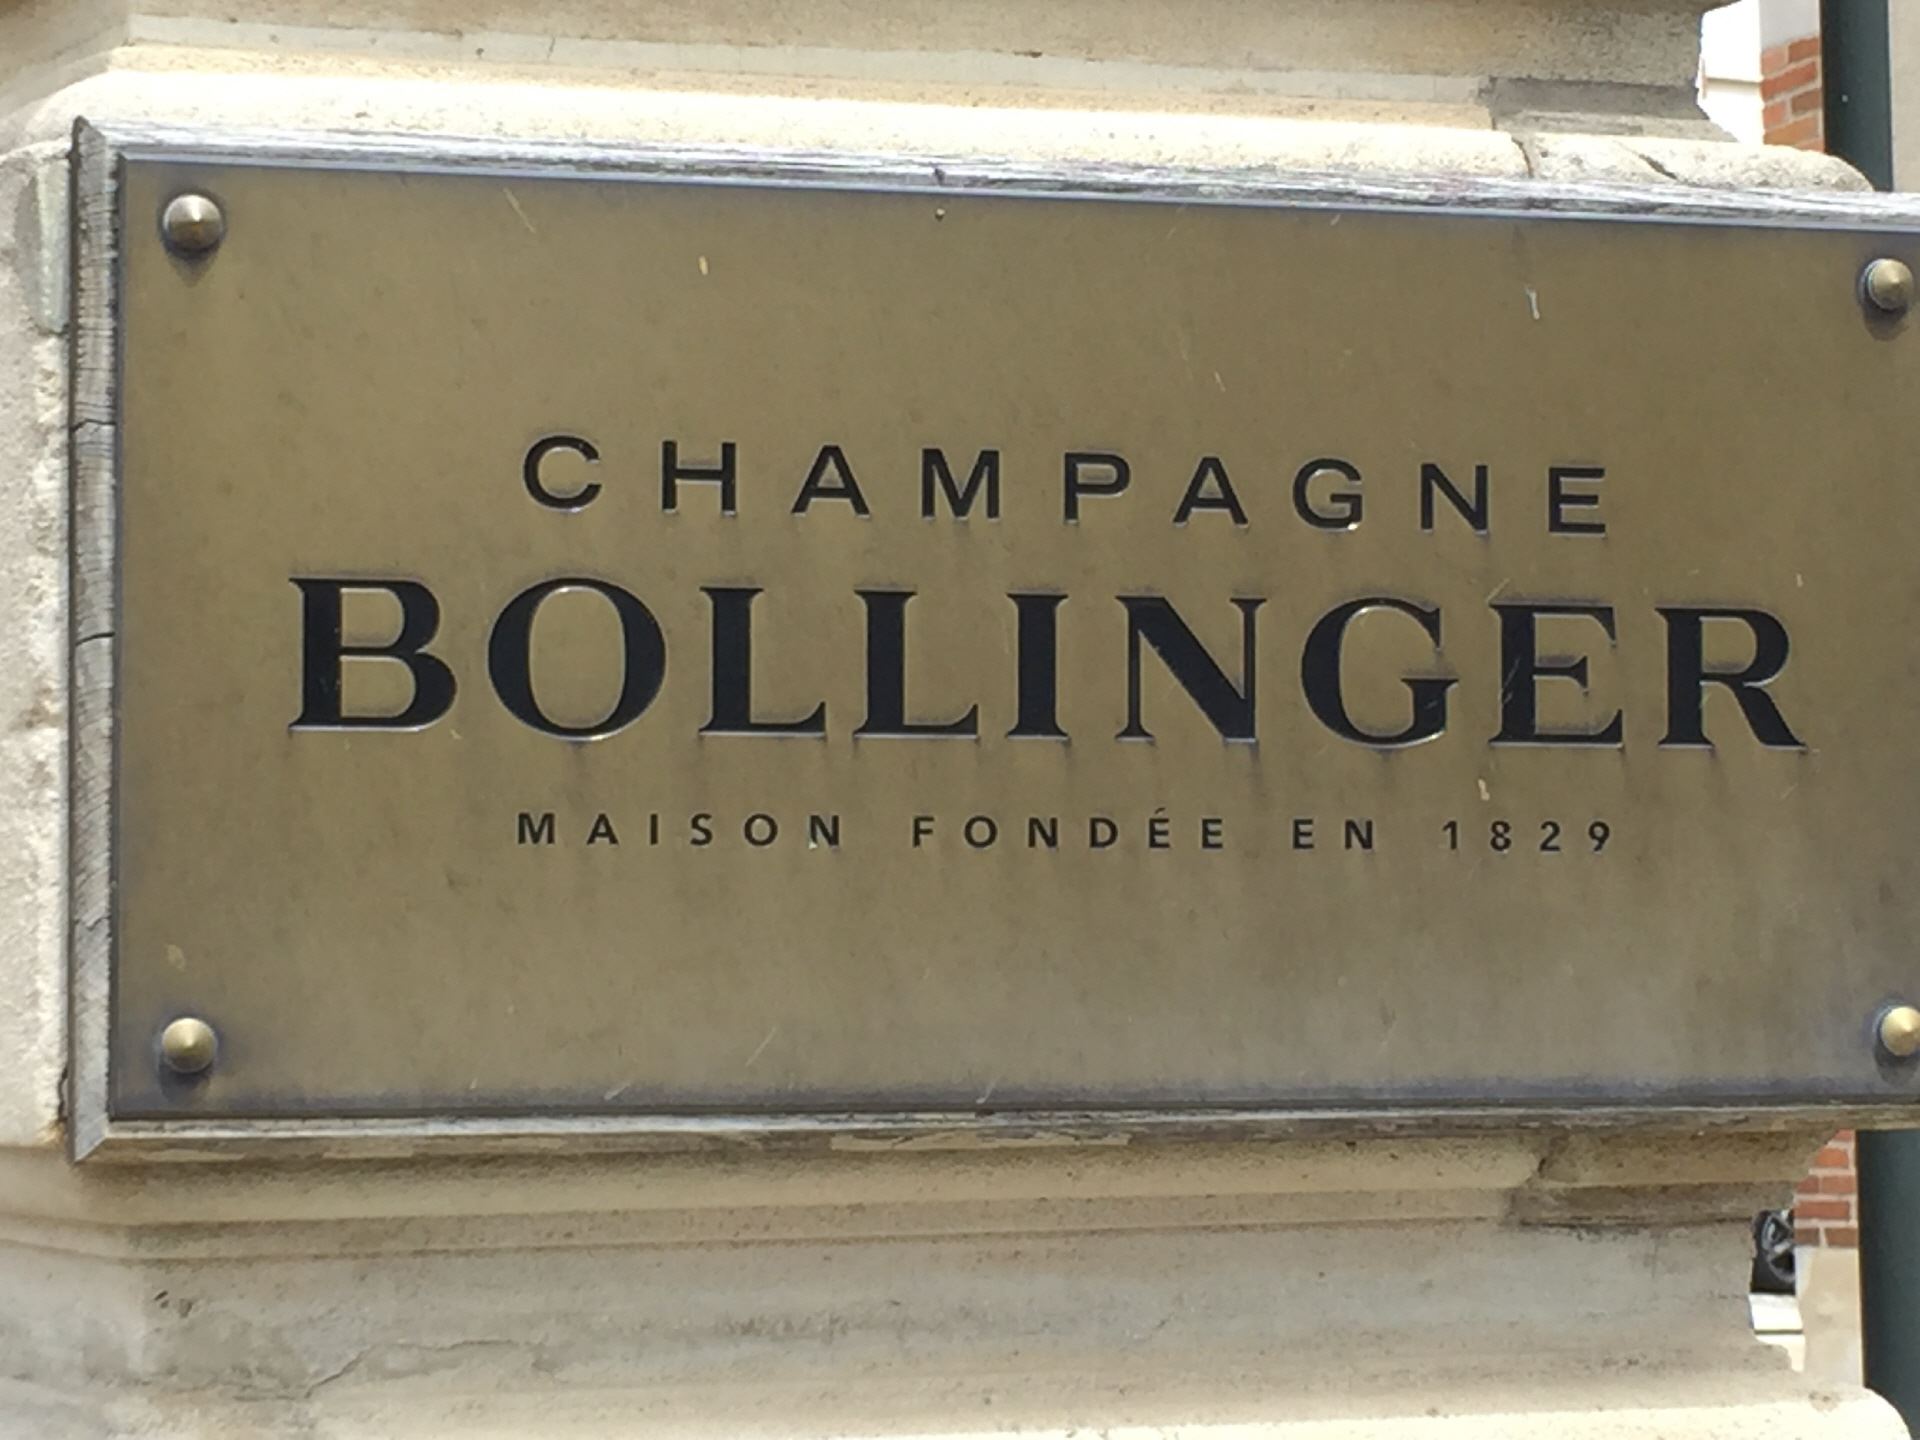 CHAMPAGNE
BOLLINGER
MAISON FONDÉE EN 1829